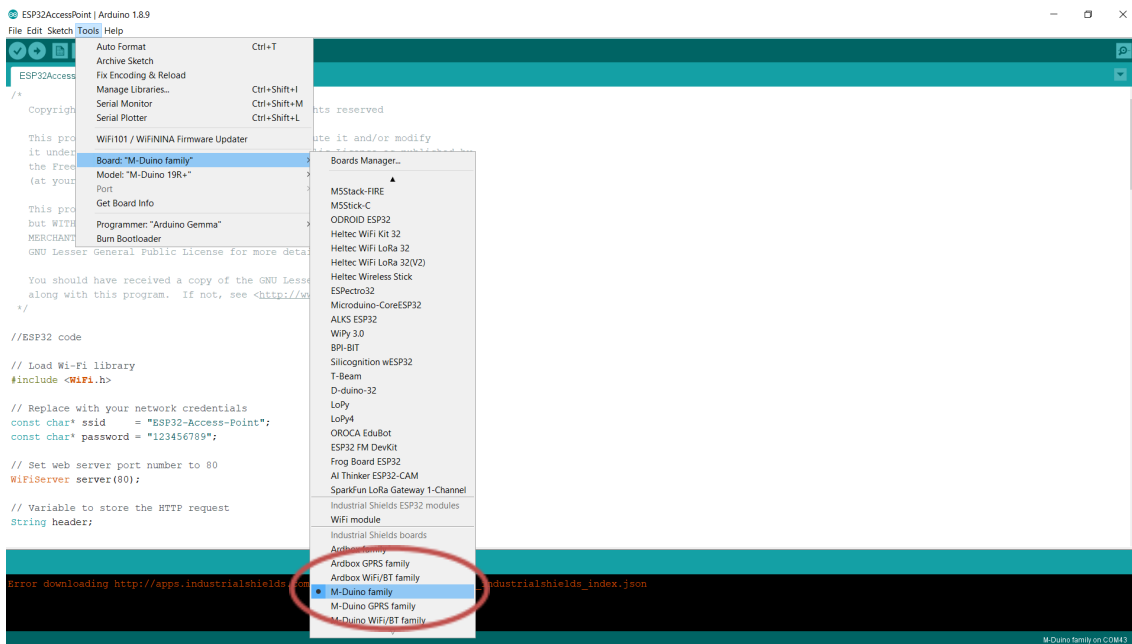 ESP32AccessPoint | Arduino 1.8.9
File Edit Sketch Tools Help
Auto Format Ctrl+T
Archive Sketch
Fix Encoding & Reload
Manage Libraries... Ctrl+Shift+I
Serial Monitor Ctrl+Shift+M
Serial Plotter Ctrl+Shift+L
WiFi101 / WiFiNINA Firmware Updater
Board: "M-Duino family"
Model: "M-Duino 19R+"
Port
Get Board Info
Programmer: "Arduino Gemma"
Burn Bootloader
Boards Manager...
M5Stack-FIRE
M5Stick-C
ODROID ESP32
Heltec WiFi Kit 32
Heltec WiFi LoRa 32
Heltec WiFi LoRa 32(V2)
Heltec Wireless Stick
ESPectro32
Microduino-CoreESP32
ALKS ESP32
WiPy 3.0
BPI-BIT
Silicognition wESP32
T-Beam
D-duino-32
LoPy
LoPy4
OROCA EduBot
ESP32 FM DevKit
Frog Board ESP32
AI Thinker ESP32-CAM
SparkFun LoRa Gateway 1-Channel
Industrial Shields ESP32 modules
WiFi module
Industrial Shields boards
Ardbox family
Ardbox GPRS family
Ardbox WiFi/BT family
M-Duino family
M-Duino GPRS family
M-Duino WiFi/BT family
ESP32Access
/*
Copyrigh hts reserved
This pro ute it and/or modify
it under
the Free
(at your
This pro
but WITH
MERCHANT
GNU Lesser General Public License for more deta
You should have received a copy of the GNU Lesse
along with this program. If not, see <http://w
*/
//ESP32 code
// Load Wi-Fi library
#include <WiFi.h>
// Replace with your network credentials
const char* ssid = "ESP32-Access-Point";
const char* password = "123456789";
// Set web server port number to 80
WiFiServer server(80);
// Variable to store the HTTP request
String header;
Error downloading http://apps.industrialshields.com industrialshields_index.json
M-Duino family on COM43